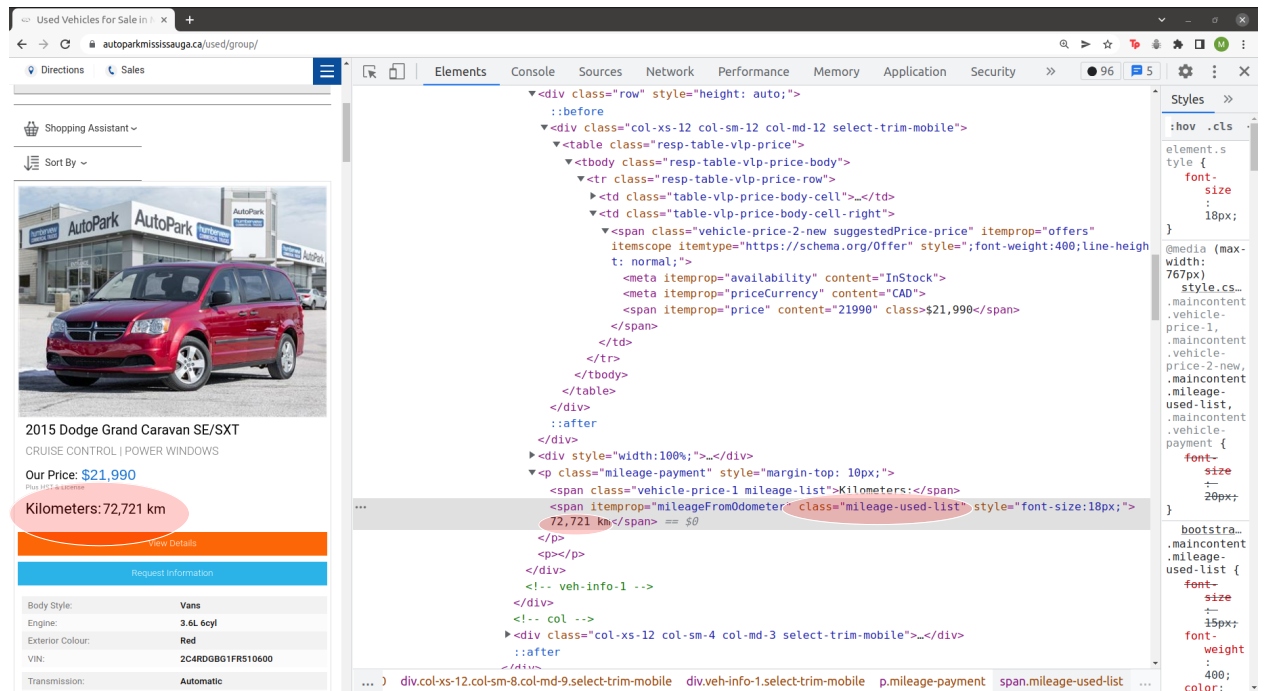 Used Vehicles for Sale in
autoparkmississauga.ca/used/group/
Tp
M
Directions
Sales
Shopping Assistant
Sort By
AutoPark
AutoPark
AutoPark
AutoPark
2015 Dodge Grand Caravan SE/SXT
CRUISE CONTROL | POWER WINDOWS
Our Price: $21,990
Plus HST & License
Kilometers: 72,721 km
View Details
Request Information
Body Style: Vans
Engine: 3.6L 6cyl
Exterior Colour: Red
VIN: 2C4RDGBG1FR510600
Transmission: Automatic
Elements Console Sources Network Performance Memory Application Security » 96 5
<div class="row" style="height: auto;">
::before
<div class="col-xs-12 col-sm-12 col-md-12 select-trim-mobile">
<table class="resp-table-vlp-price">
<tbody class="resp-table-vlp-price-body">
<tr class="resp-table-vlp-price-row">
<td class="table-vlp-price-body-cell">…</td>
<td class="table-vlp-price-body-cell-right">
<span class="vehicle-price-2-new suggestedPrice-price" itemprop="offers"
itemscope itemtype="https://schema.org/Offer" style=";font-weight:400;line-heigh
t: normal;">
<meta itemprop="availability" content="InStock">
<meta itemprop="priceCurrency" content="CAD">
<span itemprop="price" content="21990" class>$21,990</span>
</span>
</td>
</tr>
</tbody>
</table>
</div>
::after
</div>
<div style="width:100%;">…</div>
<p class="mileage-payment" style="margin-top: 10px;">
<span class="vehicle-price-1 mileage-list">Kilometers:</span>
… <span itemprop="mileageFromOdometer" class="mileage-used-list" style="font-size:18px;">
72,721 km</span> == $0
</p>
<p></p>
</div>
<!-- veh-info-1 -->
</div>
<!-- col -->
<div class="col-xs-12 col-sm-4 col-md-3 select-trim-mobile">…</div>
::after
</div>
… div.col-xs-12.col-sm-8.col-md-9.select-trim-mobile div.veh-info-1.select-trim-mobile p.mileage-payment span.mileage-used-list …
Styles »
:hov .cls
element.s
tyle {
font-
size
:
18px;
}
@media (max-
width:
767px)
style.cs…
.maincontent
.vehicle-
price-1,
.maincontent
.vehicle-
price-2-new,
.maincontent
.mileage-
used-list,
.maincontent
.vehicle-
payment {
font-
size
:
20px;
}
bootstra…
.maincontent
.mileage-
used-list {
font-
size
:
15px;
font-
weight
:
400;
color: